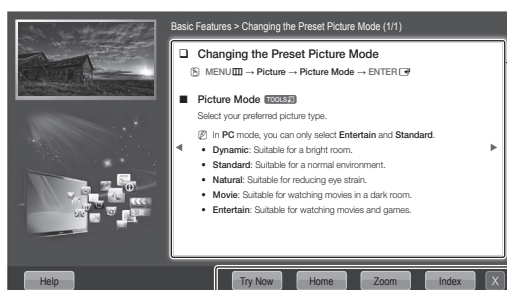 Basic Features > Changing the Preset Picture Mode (1/1)
❑ Changing the Preset Picture Mode
MENU → Picture → Picture Mode → ENTER
■ Picture Mode TOOLS
Select your preferred picture type.
In PC mode, you can only select Entertain and Standard.
• Dynamic: Suitable for a bright room.
• Standard: Suitable for a normal environment.
• Natural: Suitable for reducing eye strain.
• Movie: Suitable for watching movies in a dark room.
• Entertain: Suitable for watching movies and games.
Help Try Now Home Zoom Index X